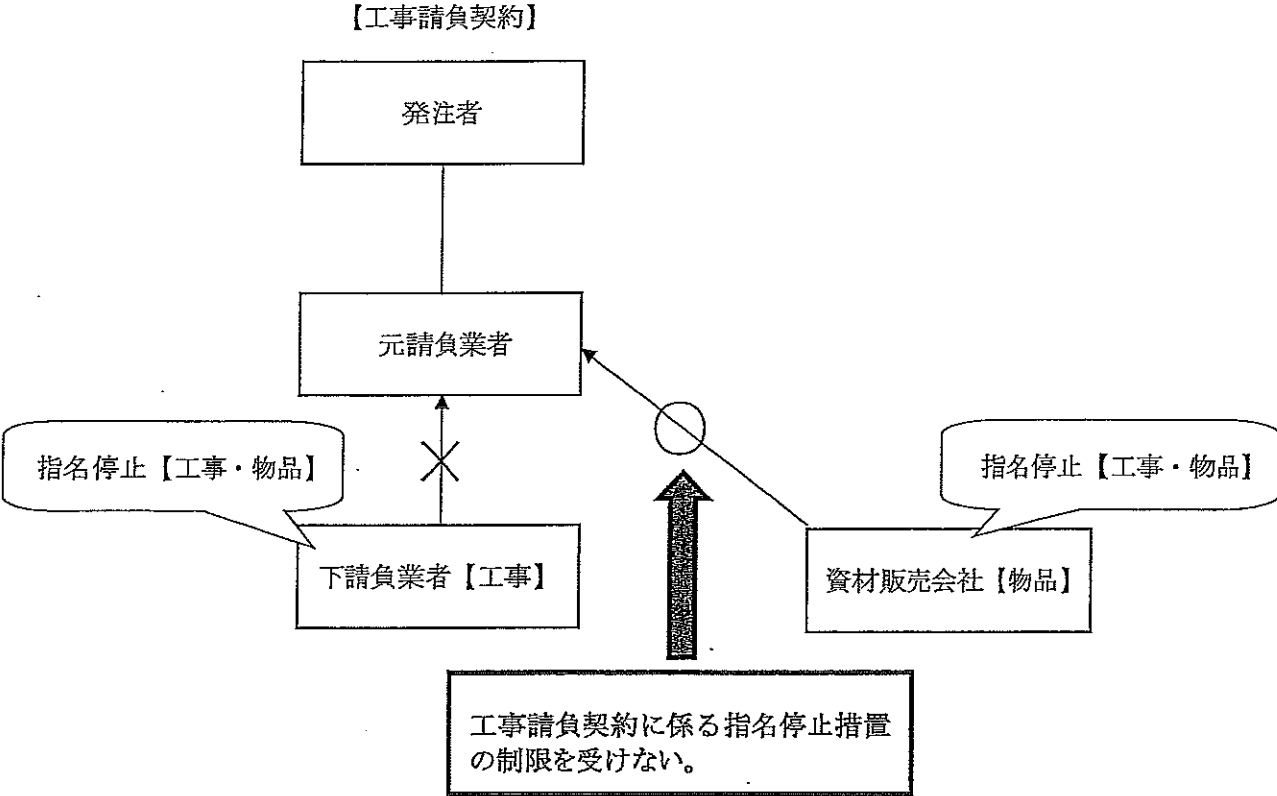 【工事請負契約】
発注者
元請負業者
指名停止【工事・物品】
指名停止【工事・物品】
下請負業者【工事】
資材販売会社【物品】
工事請負契約に係る指名停止措置
の制限を受けない。